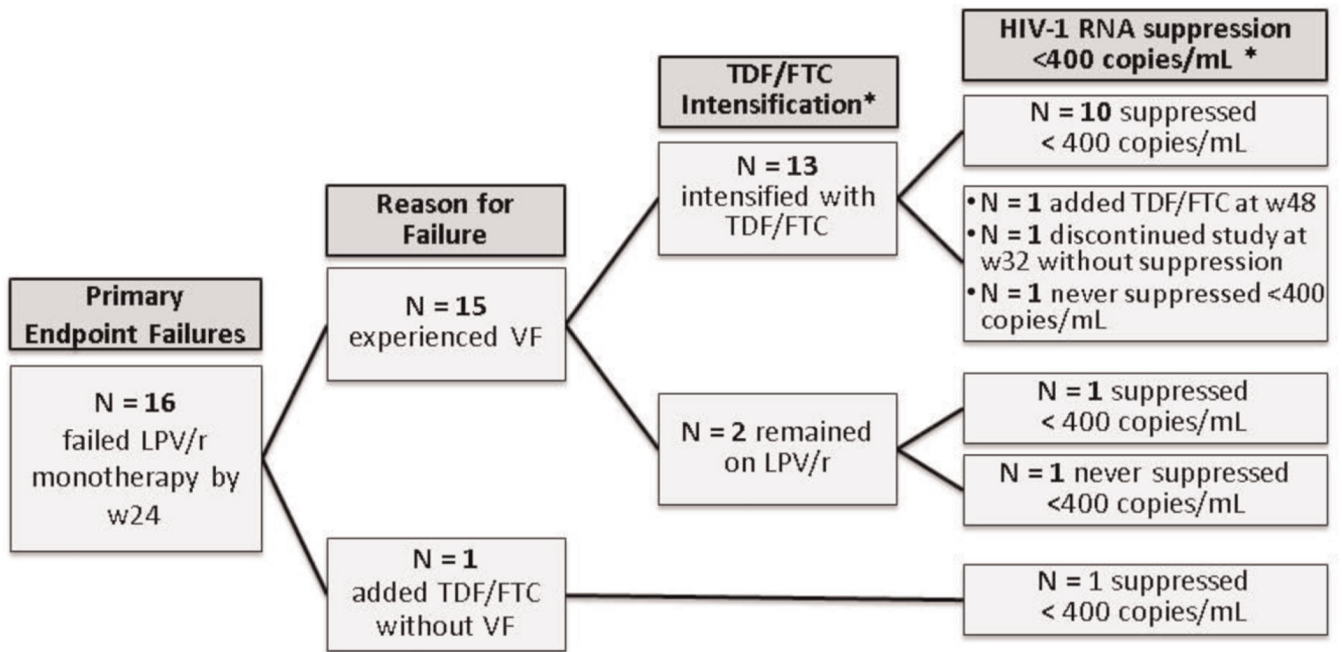 Primary
Endpoint Failures
N = 16
failed LPV/r
monotherapy by
w24
Reason for
Failure
N = 15
experienced VF
N = 1
added TDF/FTC
without VF
TDF/FTC
Intensification*
N = 13
intensified with
TDF/FTC
N = 2 remained
on LPV/r
HIV-1 RNA suppression
<400 copies/mL *
N = 10 suppressed
< 400 copies/mL
• N = 1 added TDF/FTC at w48
• N = 1 discontinued study at
w32 without suppression
• N = 1 never suppressed <400
copies/mL
N = 1 suppressed
< 400 copies/mL
N = 1 never suppressed
<400 copies/mL
N = 1 suppressed
< 400 copies/mL